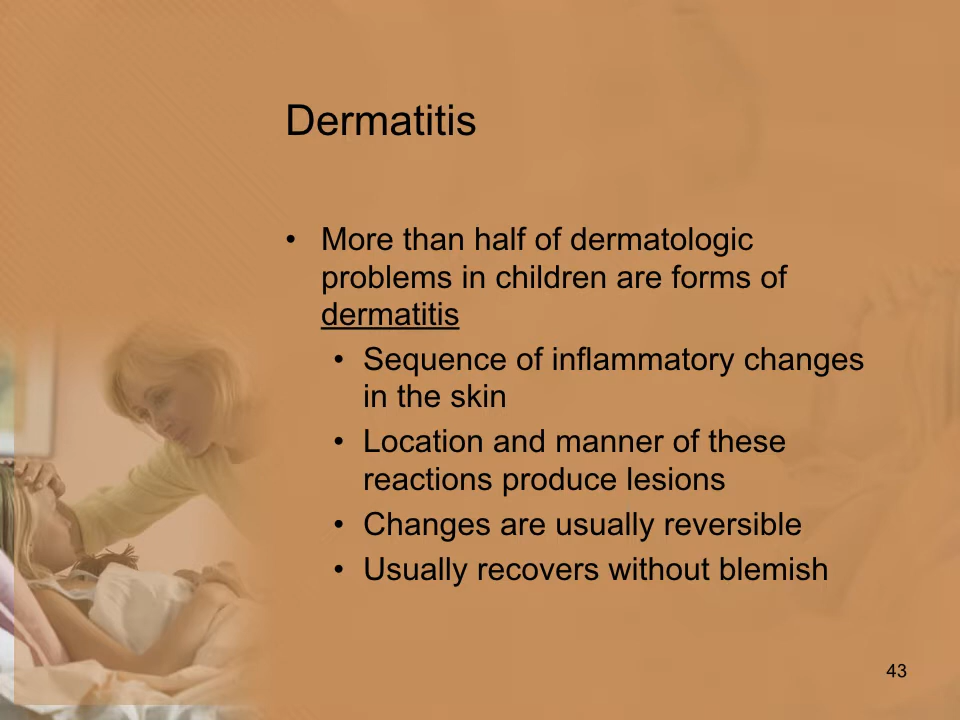 Dermatitis
• More than half of dermatologic
problems in children are forms of
dermatitis
• Sequence of inflammatory changes
in the skin
• Location and manner of these
reactions produce lesions
• Changes are usually reversible
• Usually recovers without blemish
43